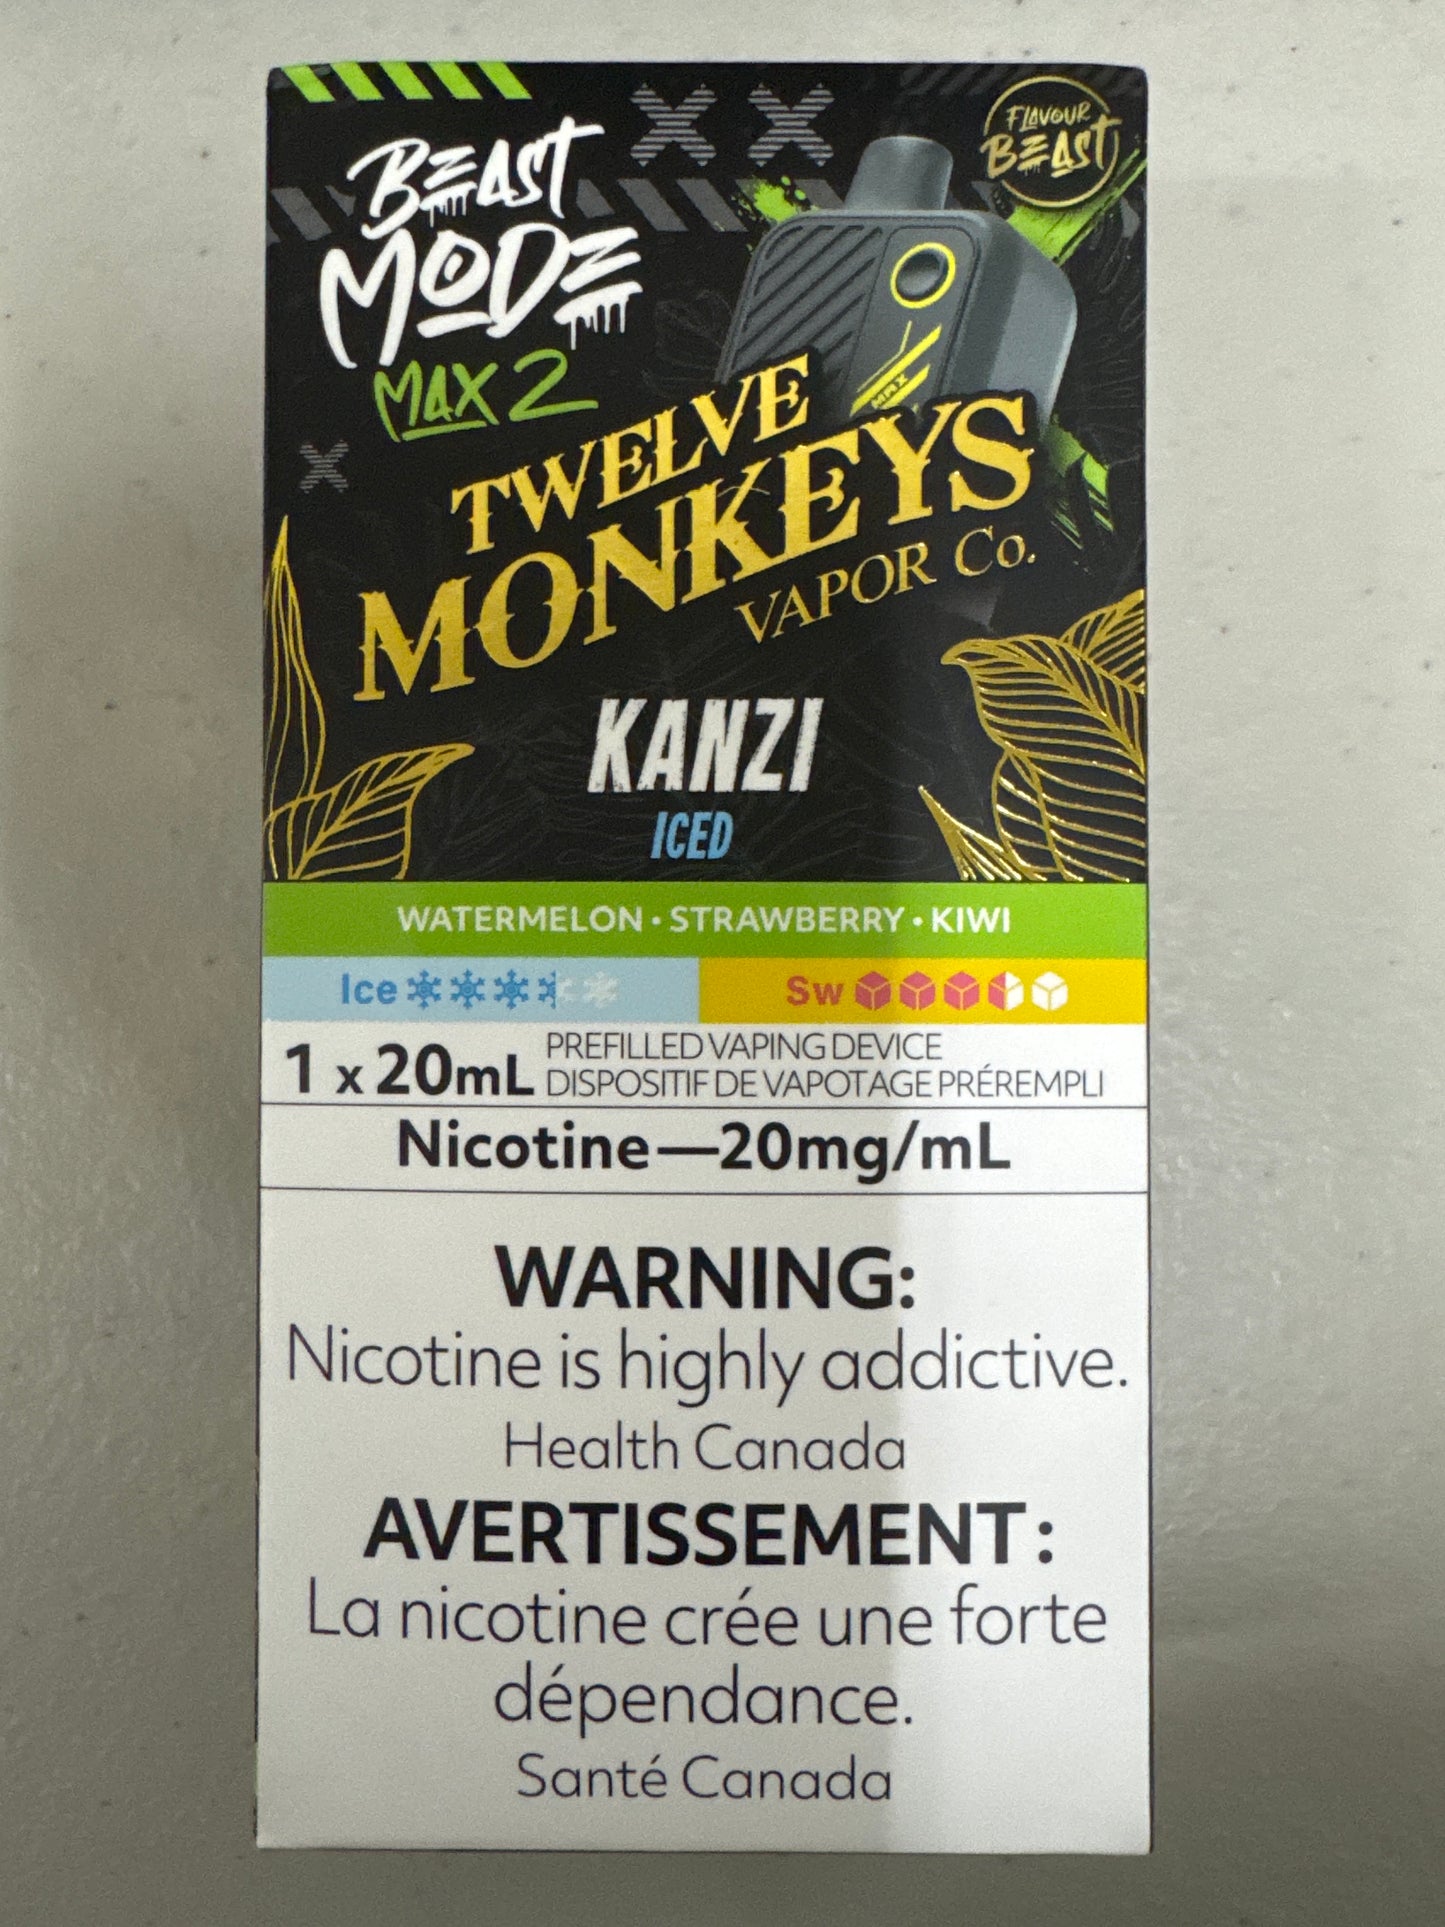 FLAVOUR
BEAST
BEAST
MODE
MAX 2
MAX
TWELVE
MONKEYS
VAPOR Co.
KANZI
ICED
WATERMELON • STRAWBERRY • KIWI
Ice Sw
1 x 20mL PREFILLED VAPING DEVICE
DISPOSITIF DE VAPOTAGE PRÉREMPLI
Nicotine—20mg/mL
WARNING:
Nicotine is highly addictive.
Health Canada
AVERTISSEMENT :
La nicotine crée une forte
dépendance.
Santé Canada